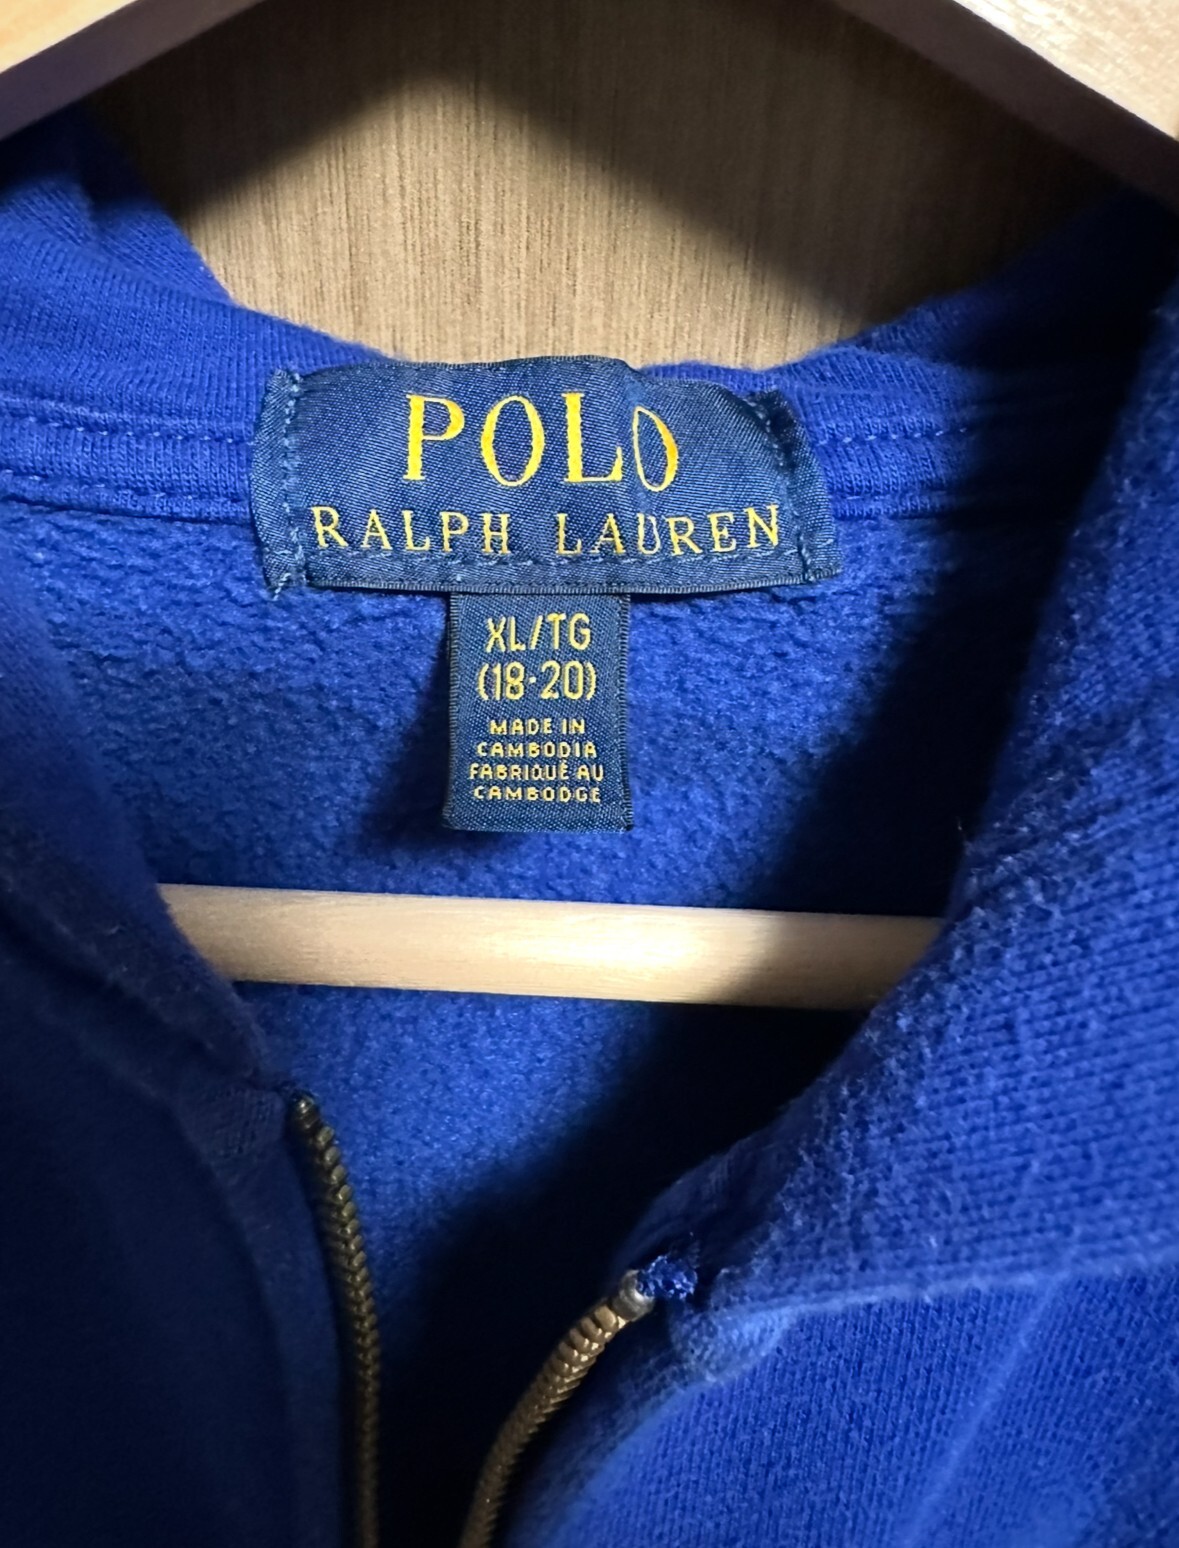 POLO
RALPH LAUREN
XL/TG
(18-20)
MADE IN
CAMBODIA
FABRIQUÉ AU
CAMBODGE